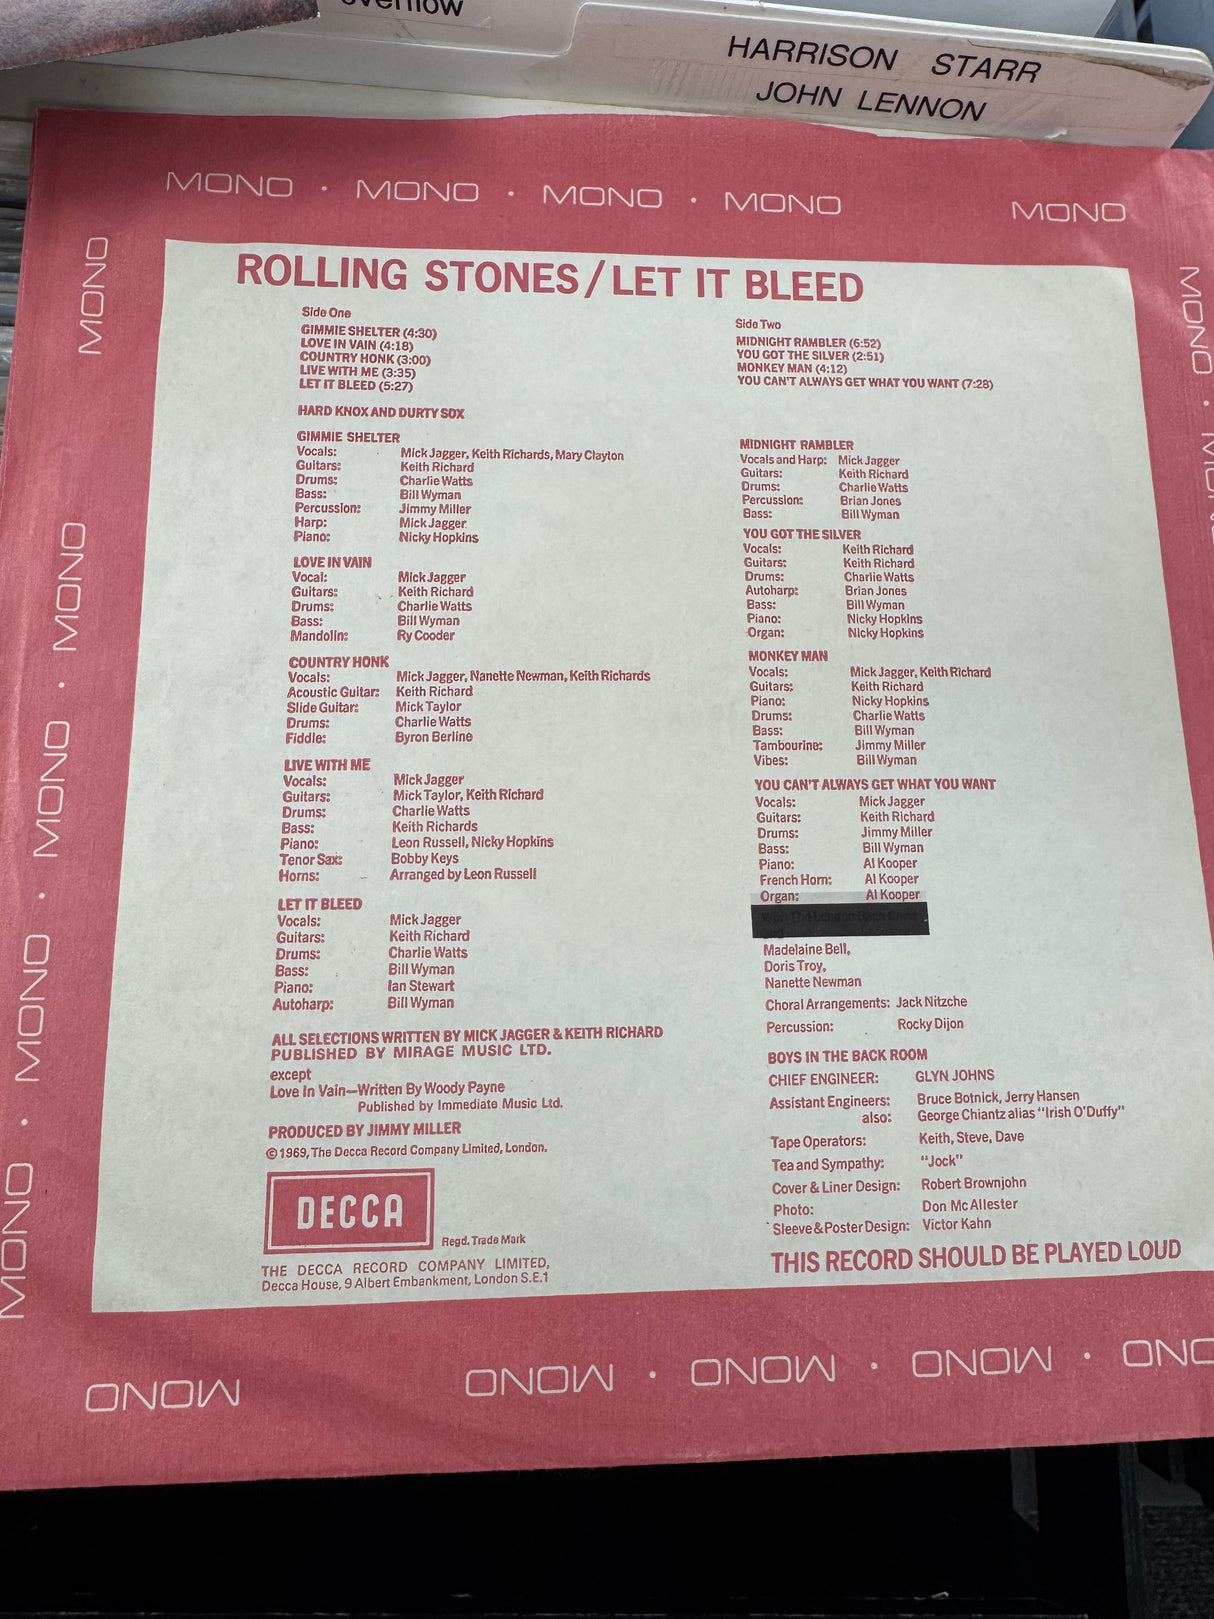 overflow
HARRISON STARR
JOHN LENNON
MONO · MONO · MONO · MONO MONO
MONO
MONO
MONO
MONO
MONO
MONO
MONO
ROLLING STONES/LET IT BLEED
Side One
GIMMIE SHELTER (4:30)
LOVE IN VAIN (4:18)
COUNTRY HONK (3:00)
LIVE WITH ME (3:35)
LET IT BLEED (5:27)
HARD KNOX AND DURTY SOX
GIMMIE SHELTER
Vocals: Mick Jagger, Keith Richards, Mary Clayton
Guitars: Keith Richard
Drums: Charlie Watts
Bass: Bill Wyman
Percussion: Jimmy Miller
Harp: Mick Jagger
Piano: Nicky Hopkins
LOVE IN VAIN
Vocal: Mick Jagger
Guitars: Keith Richard
Drums: Charlie Watts
Bass: Bill Wyman
Mandolin: Ry Cooder
COUNTRY HONK
Vocals: Mick Jagger, Nanette Newman, Keith Richards
Acoustic Guitar: Keith Richard
Slide Guitar: Mick Taylor
Drums: Charlie Watts
Fiddle: Byron Berline
LIVE WITH ME
Vocals: Mick Jagger
Guitars: Mick Taylor, Keith Richard
Drums: Charlie Watts
Bass: Keith Richards
Piano: Leon Russell, Nicky Hopkins
Tenor Sax: Bobby Keys
Horns: Arranged by Leon Russell
LET IT BLEED
Vocals: Mick Jagger
Guitars: Keith Richard
Drums: Charlie Watts
Bass: Bill Wyman
Piano: Ian Stewart
Autoharp: Bill Wyman
ALL SELECTIONS WRITTEN BY MICK JAGGER & KEITH RICHARD
PUBLISHED BY MIRAGE MUSIC LTD.
except
Love In Vain—Written By Woody Payne
Published by Immediate Music Ltd.
PRODUCED BY JIMMY MILLER
© 1969, The Decca Record Company Limited, London.
DECCA
Regd. Trade Mark
THE DECCA RECORD COMPANY LIMITED,
Decca House, 9 Albert Embankment, London S.E.1
Side Two
MIDNIGHT RAMBLER (6:52)
YOU GOT THE SILVER (2:51)
MONKEY MAN (4:12)
YOU CAN'T ALWAYS GET WHAT YOU WANT (7:28)
MIDNIGHT RAMBLER
Vocals and Harp: Mick Jagger
Guitars: Keith Richard
Drums: Charlie Watts
Percussion: Brian Jones
Bass: Bill Wyman
YOU GOT THE SILVER
Vocals: Keith Richard
Guitars: Keith Richard
Drums: Charlie Watts
Autoharp: Brian Jones
Bass: Bill Wyman
Piano: Nicky Hopkins
Organ: Nicky Hopkins
MONKEY MAN
Vocals: Mick Jagger, Keith Richard
Guitars: Keith Richard
Piano: Nicky Hopkins
Drums: Charlie Watts
Bass: Bill Wyman
Tambourine: Jimmy Miller
Vibes: Bill Wyman
YOU CAN'T ALWAYS GET WHAT YOU WANT
Vocals: Mick Jagger
Guitars: Keith Richard
Drums: Jimmy Miller
Bass: Bill Wyman
Piano: Al Kooper
French Horn: Al Kooper
Organ: Al Kooper
The London Bach Choir
Madelaine Bell,
Doris Troy,
Nanette Newman
Choral Arrangements: Jack Nitzche
Percussion: Rocky Dijon
BOYS IN THE BACK ROOM
CHIEF ENGINEER: GLYN JOHNS
Assistant Engineers: Bruce Botnick, Jerry Hansen
also: George Chiantz alias "Irish O'Duffy"
Tape Operators: Keith, Steve, Dave
Tea and Sympathy: "Jock"
Cover & Liner Design: Robert Brownjohn
Photo: Don McAllester
Sleeve & Poster Design: Victor Kahn
THIS RECORD SHOULD BE PLAYED LOUD
MONO MONO · MONO · MONO ·